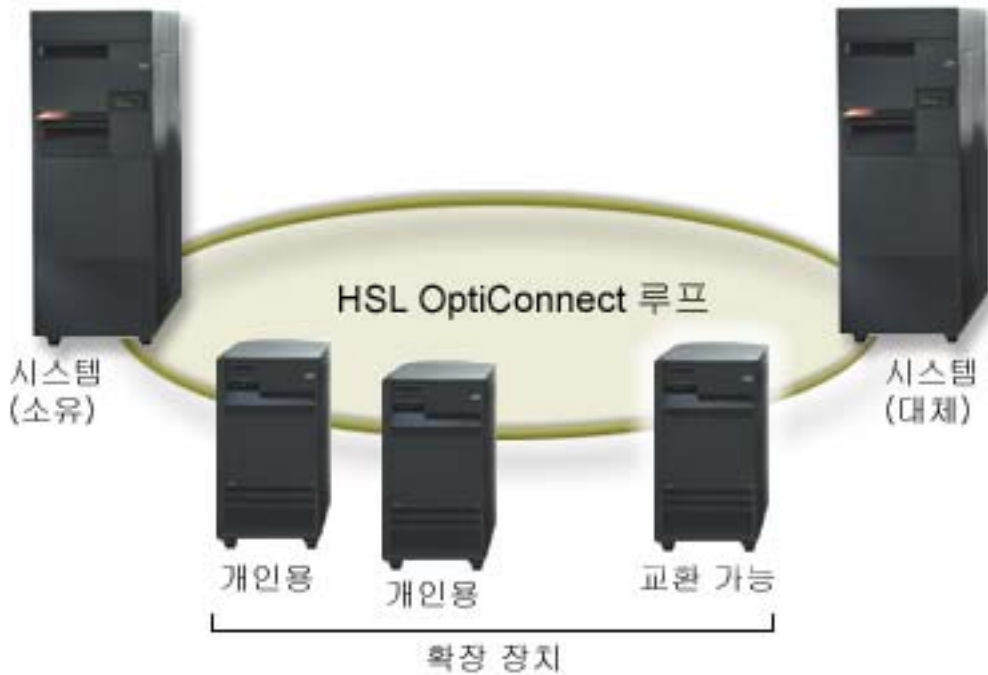 HSL OptiConnect 루프
시스템
(소유)
시스템
(대체)
개인용
개인용
교환 가능
확장 장치